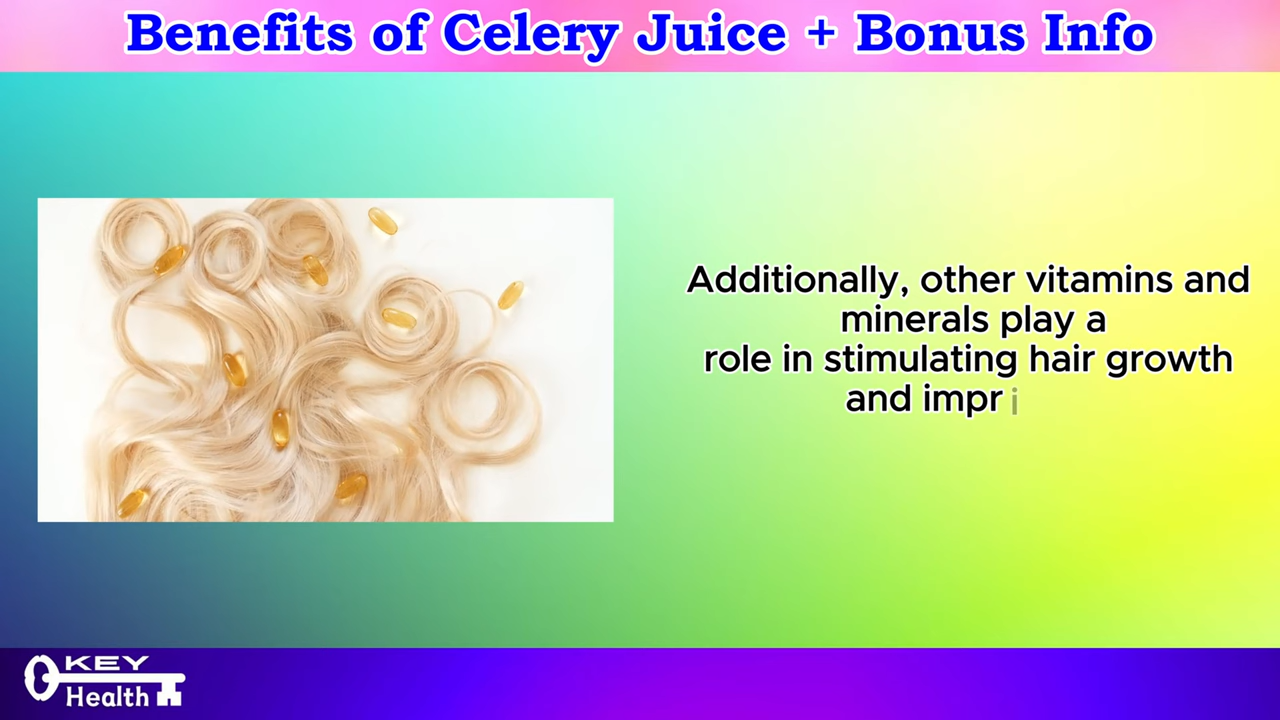 Benefits of Celery Juice + Bonus Info
Additionally, other vitamins and
minerals play a
role in stimulating hair growth
and impr
KEY
Health